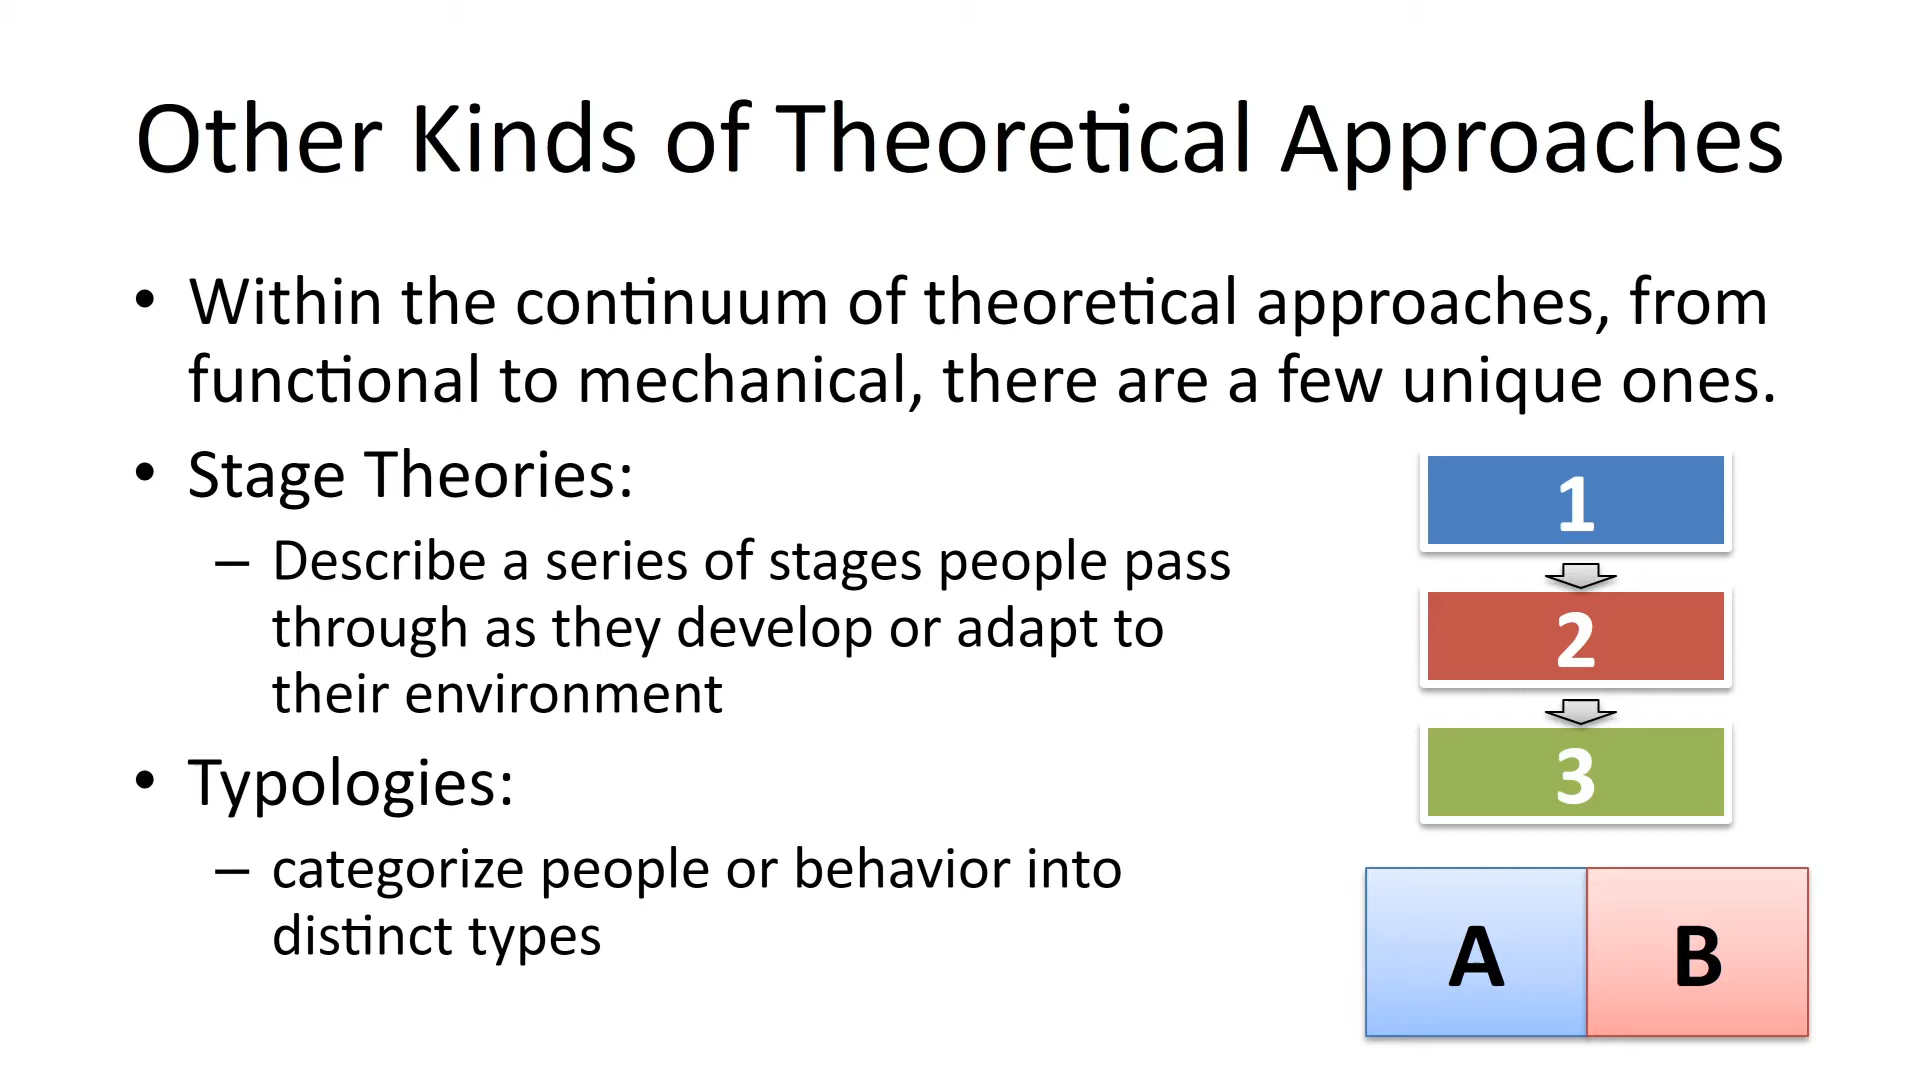 Other Kinds of Theoretical Approaches
• Within the continuum of theoretical approaches, from
functional to mechanical, there are a few unique ones.
• Stage Theories:
– Describe a series of stages people pass
through as they develop or adapt to
their environment
• Typologies:
– categorize people or behavior into
distinct types
1
2
3
A B